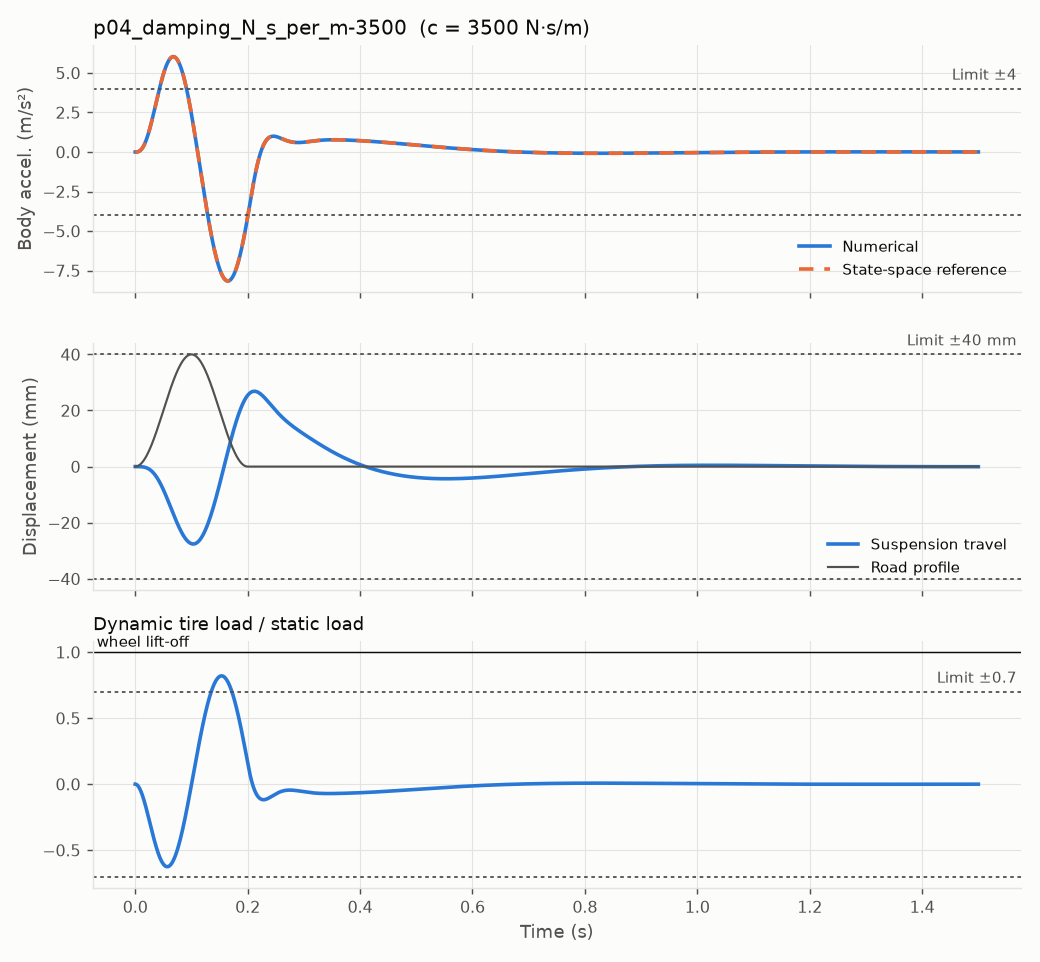 p04_damping_N_s_per_m-3500  (c = 3500 N·s/m)
Body accel. (m/s²)
5.0
2.5
0.0
−2.5
−5.0
−7.5
Limit ±4
Numerical
State-space reference
Displacement (mm)
40
20
0
−20
−40
Limit ±40 mm
Suspension travel
Road profile
Dynamic tire load / static load
wheel lift-off
1.0
0.5
0.0
−0.5
Limit ±0.7
0.0 0.2 0.4 0.6 0.8 1.0 1.2 1.4
Time (s)